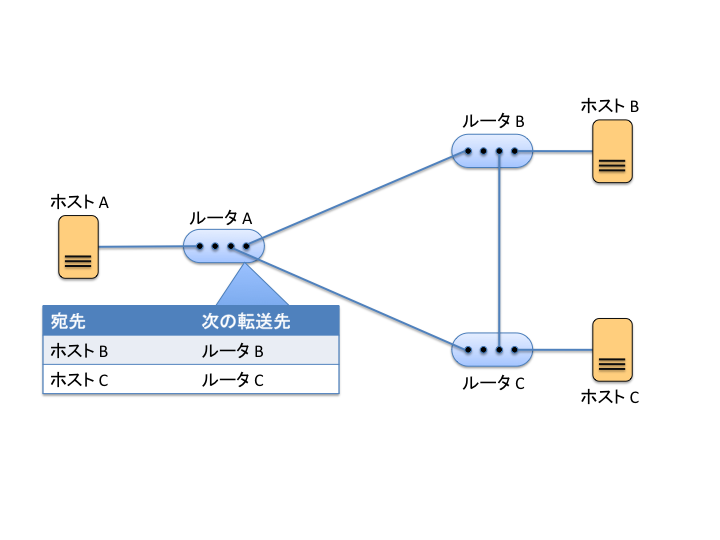 ホスト B
ルータ B
ホスト A
ルータ A
宛先 次の転送先
ホスト B ルータ B
ホスト C ルータ C
ルータ C
ホスト C